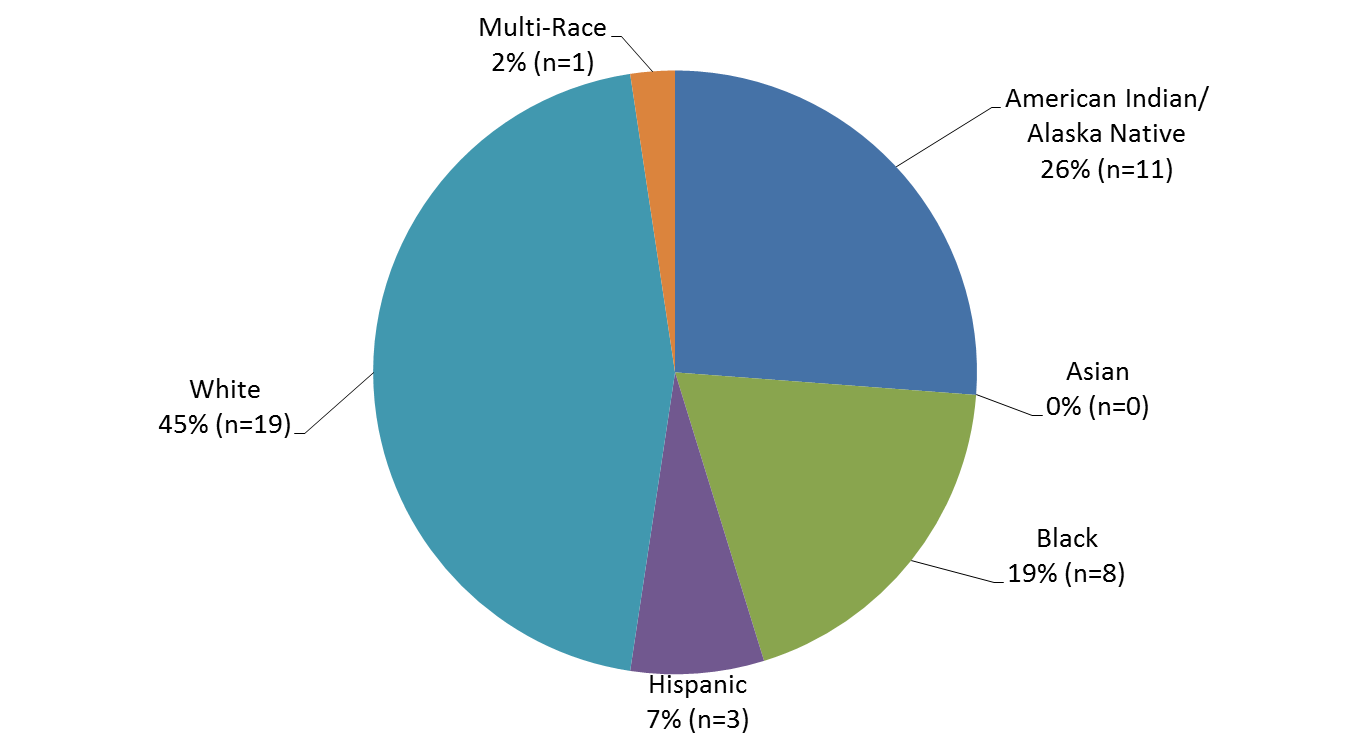 Multi-Race
2% (n=1)
American Indian/
Alaska Native
26% (n=11)
Asian
0% (n=0)
White
45% (n=19)
Black
19% (n=8)
Hispanic
7% (n=3)